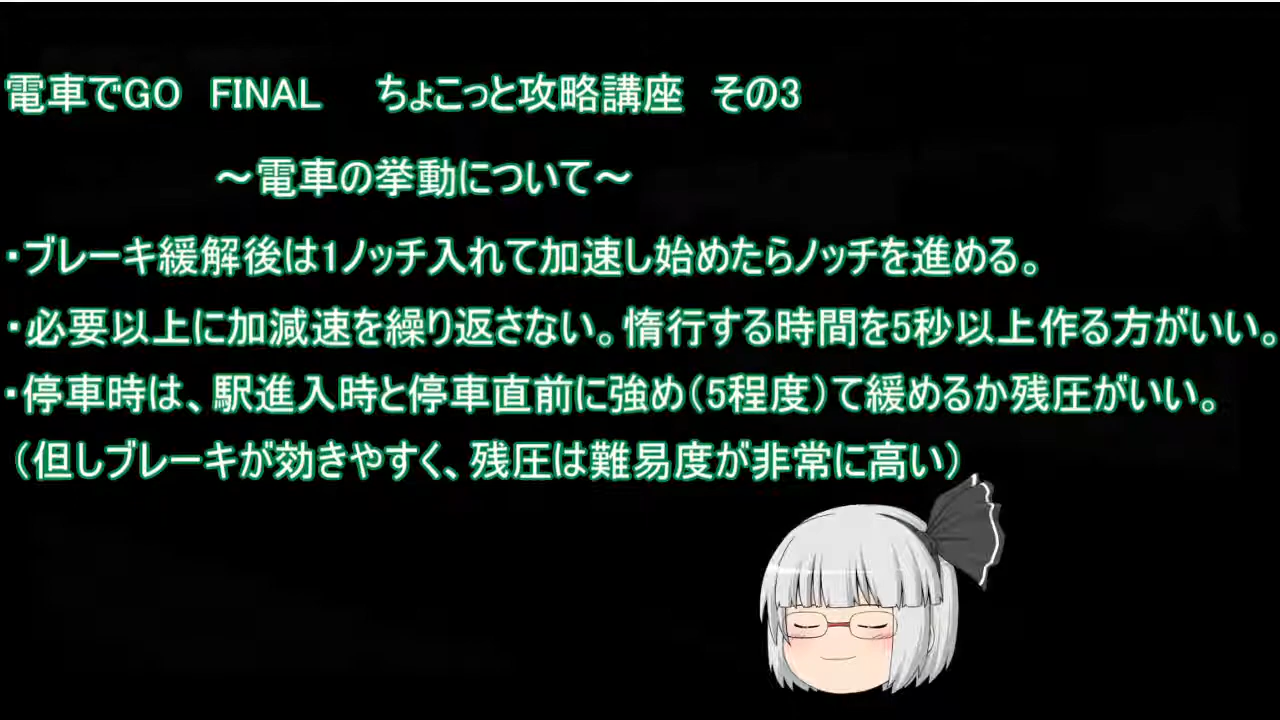 電車でGO　FINAL　　ちょこっと攻略講座　その3
～電車の挙動について～
・ブレーキ緩解後は1ノッチ入れて加速し始めたらノッチを進める。
・必要以上に加減速を繰り返さない。惰行する時間を5秒以上作る方がいい。
・停車時は、駅進入時と停車直前に強め（5程度）て緩めるか残圧がいい。
（但しブレーキが効きやすく、残圧は難易度が非常に高い）